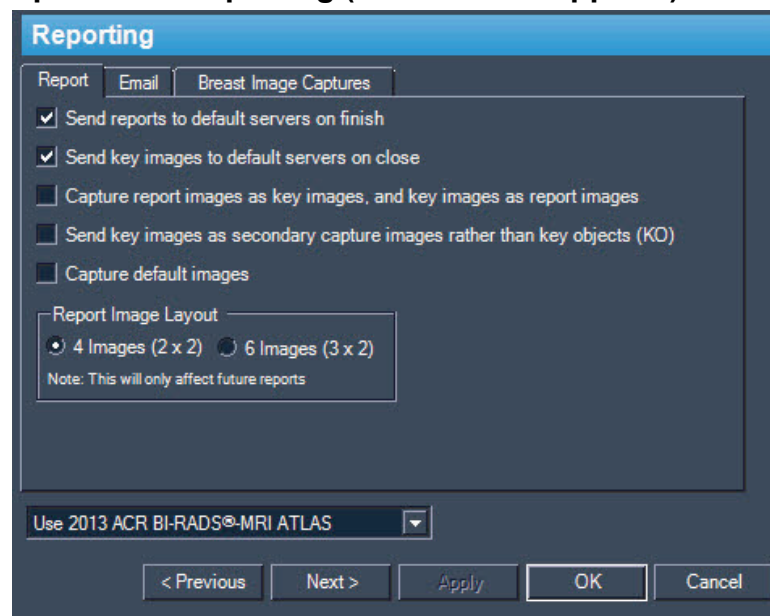 Reporting
Report Email Breast Image Captures
Send reports to default servers on finish
Send key images to default servers on close
Capture report images as key images, and key images as report images
Send key images as secondary capture images rather than key objects (KO)
Capture default images
Report Image Layout
4 Images (2 x 2) 6 Images (3 x 2)
Note: This will only affect future reports
Use 2013 ACR BI-RADS®-MRI ATLAS
< Previous Next > Apply OK Cancel